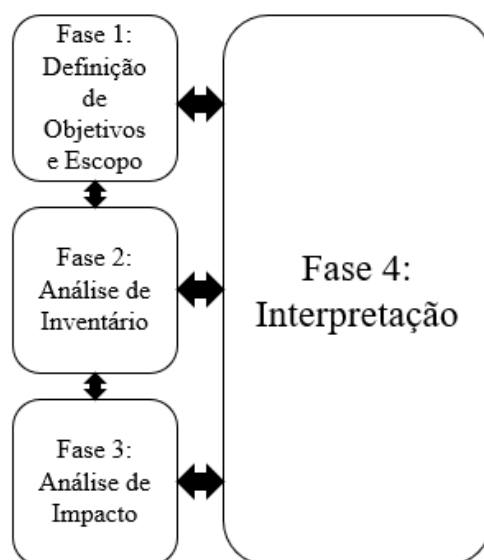 Fase 1:
Definição
de
Objetivos
e Escopo
Fase 2:
Análise de
Inventário
Fase 3:
Análise de
Impacto
Fase 4:
Interpretação